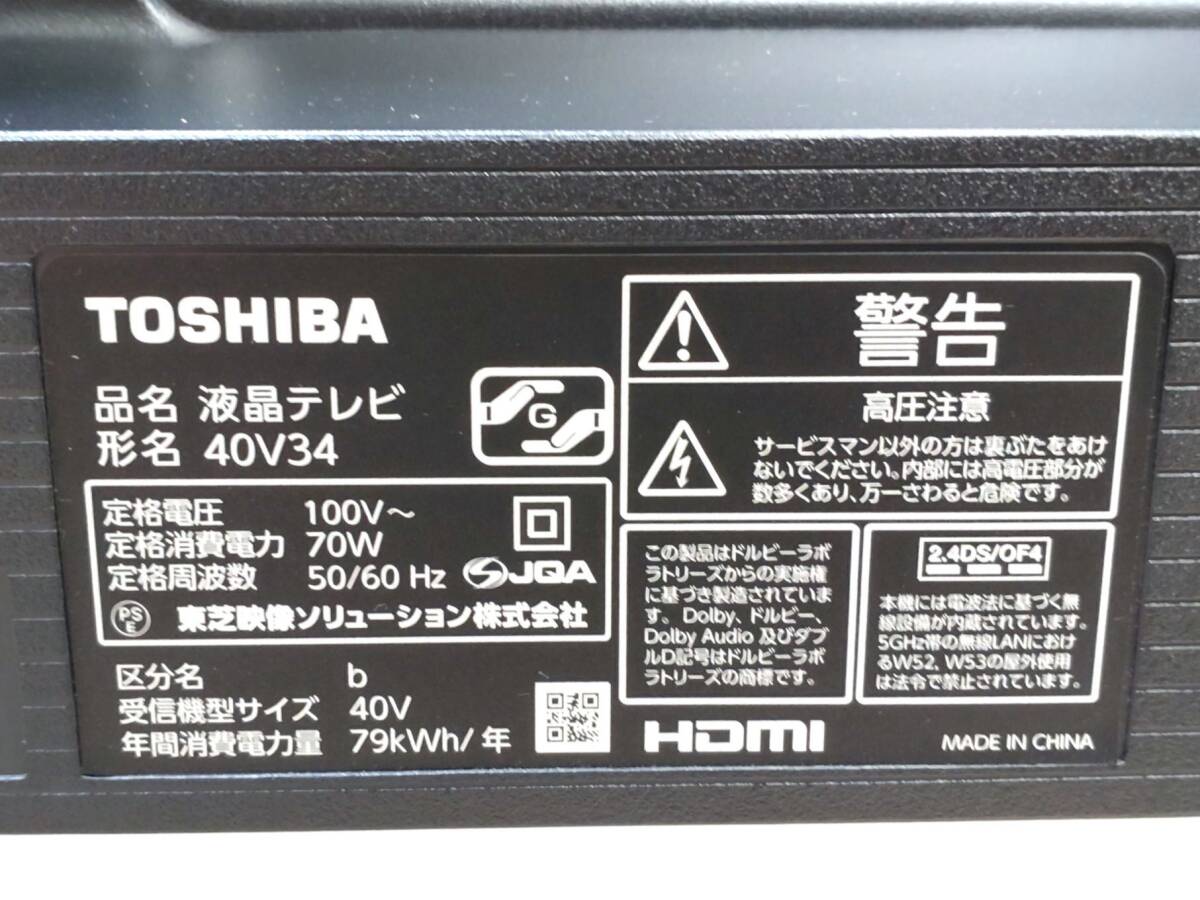 TOSHIBA
品名 液晶テレビ
形名 40V34
G
定格電圧 100V～
定格消費電力 70W
定格周波数 50/60 Hz
JQA
PS
E
東芝映像ソリューション株式会社
区分名 b
受信機型サイズ 40V
年間消費電力量 79kWh/年
警告
高圧注意
サービスマン以外の方は裏ぶたをあけ
ないでください。内部には高電圧部分が
数多くあり、万一さわると危険です。
この製品はドルビーラボ
ラトリーズからの実施権
に基づき製造されていま
す。Dolby、ドルビー、
Dolby Audio 及びダブ
ルD記号はドルビーラボ
ラトリーズの商標です。
2.4DS/OF4
本機には電波法に基づく無
線設備が内蔵されています。
5GHz帯の無線LANにおけ
るW52, W53の屋外使用
は法令で禁止されています。
HDMI
MADE IN CHINA